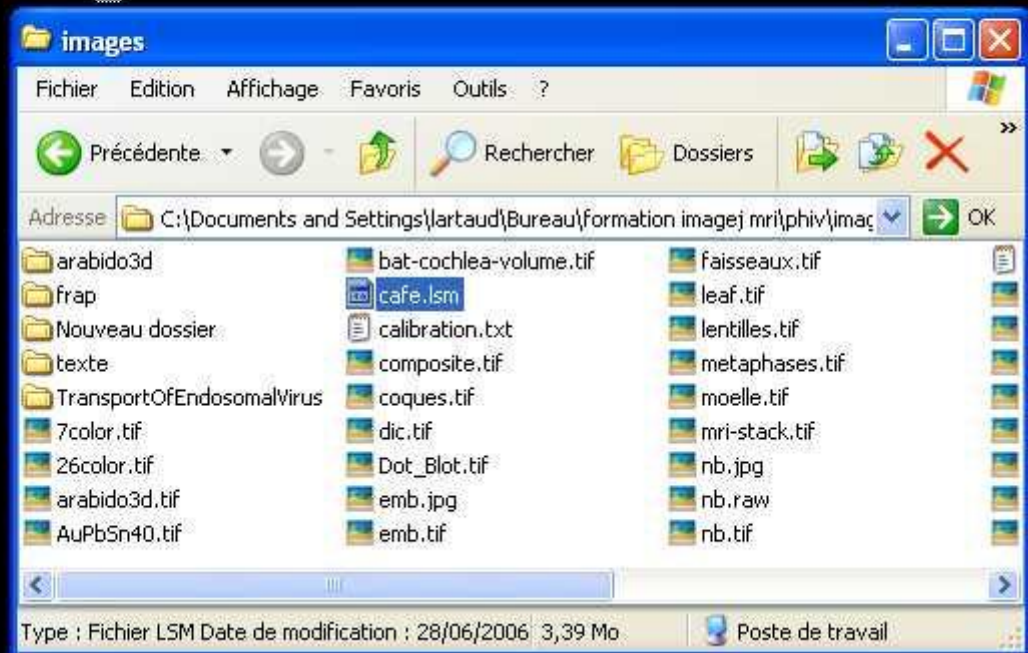 images
Fichier Edition Affichage Favoris Outils ?
Précédente Rechercher Dossiers »
Adresse C:\Documents and Settings\lartaud\Bureau\formation imagej mri\phiv\imag OK
arabido3d bat-cochlea-volume.tif faisseaux.tif
frap cafe.lsm leaf.tif
Nouveau dossier calibration.txt lentilles.tif
texte composite.tif metaphases.tif
TransportOfEndosomalVirus coques.tif moelle.tif
7color.tif dic.tif mri-stack.tif
26color.tif Dot_Blot.tif nb.jpg
arabido3d.tif emb.jpg nb.raw
AuPbSn40.tif emb.tif nb.tif
Type : Fichier LSM Date de modification : 28/06/2006 3,39 Mo Poste de travail